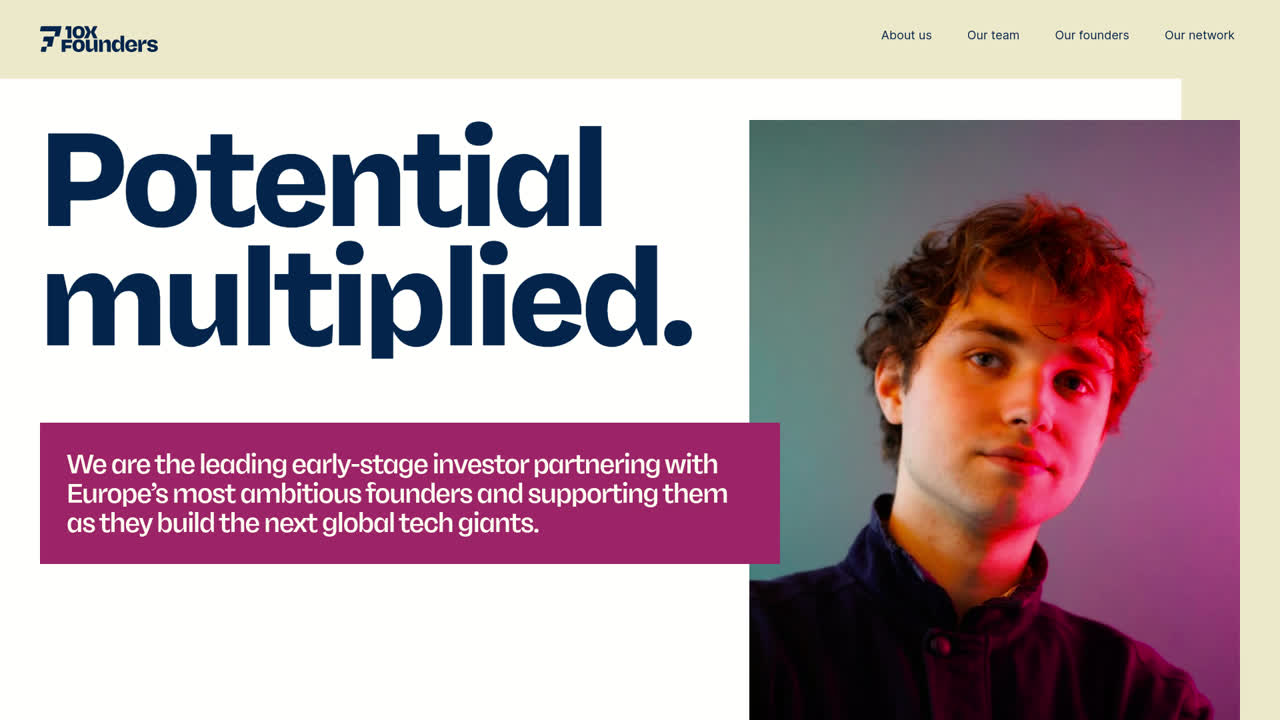 10X
Founders
About us
Our team
Our founders
Our network
Potential
multiplied.
We are the leading early-stage investor partnering with
Europe’s most ambitious founders and supporting them
as they build the next global tech giants.